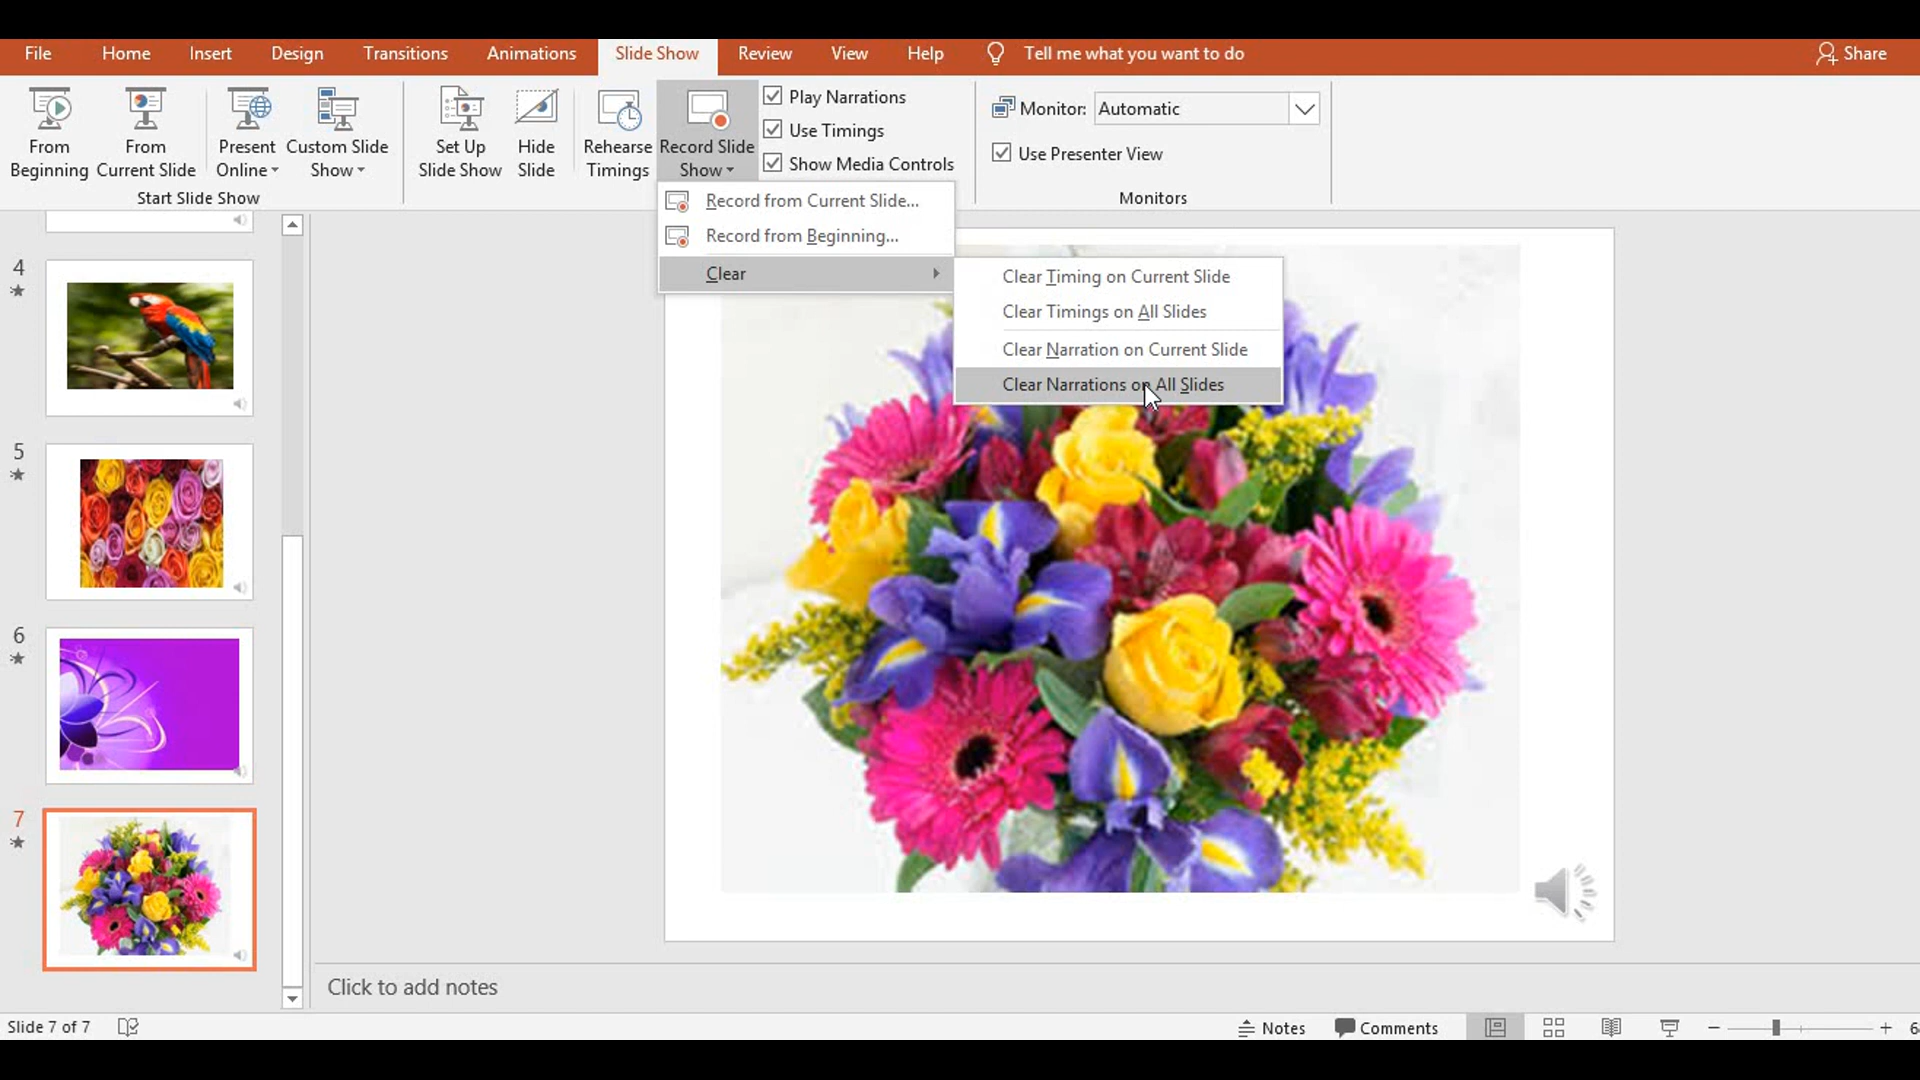 File Home Insert Design Transitions Animations Slide Show Review View Help Tell me what you want to do Share
From Beginning
From Current Slide
Present Online
Custom Slide Show
Start Slide Show
Set Up Slide Show
Hide Slide
Rehearse Timings
Record Slide Show
Play Narrations
Use Timings
Show Media Controls
Monitor: Automatic
Use Presenter View
Monitors
Record from Current Slide...
Record from Beginning...
Clear
Clear Timing on Current Slide
Clear Timings on All Slides
Clear Narration on Current Slide
Clear Narrations on All Slides
4
5
6
7
Click to add notes
Slide 7 of 7 Notes Comments